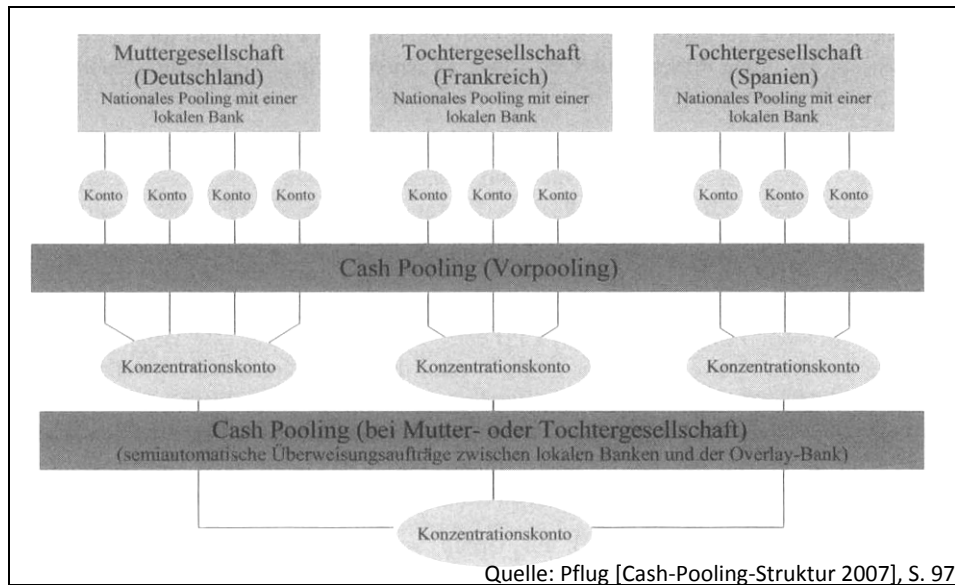 Muttergesellschaft
(Deutschland)
Nationales Pooling mit einer
lokalen Bank
Tochtergesellschaft
(Frankreich)
Nationales Pooling mit einer
lokalen Bank
Tochtergesellschaft
(Spanien)
Nationales Pooling mit einer
lokalen Bank
Konto Konto Konto Konto Konto Konto Konto Konto Konto Konto
Cash Pooling (Vorpooling)
Konzentrationskonto Konzentrationskonto Konzentrationskonto
Cash Pooling (bei Mutter- oder Tochtergesellschaft)
(semiautomatische Überweisungsaufträge zwischen lokalen Banken und der Overlay-Bank)
Konzentrationskonto
Quelle: Pflug [Cash-Pooling-Struktur 2007], S. 97